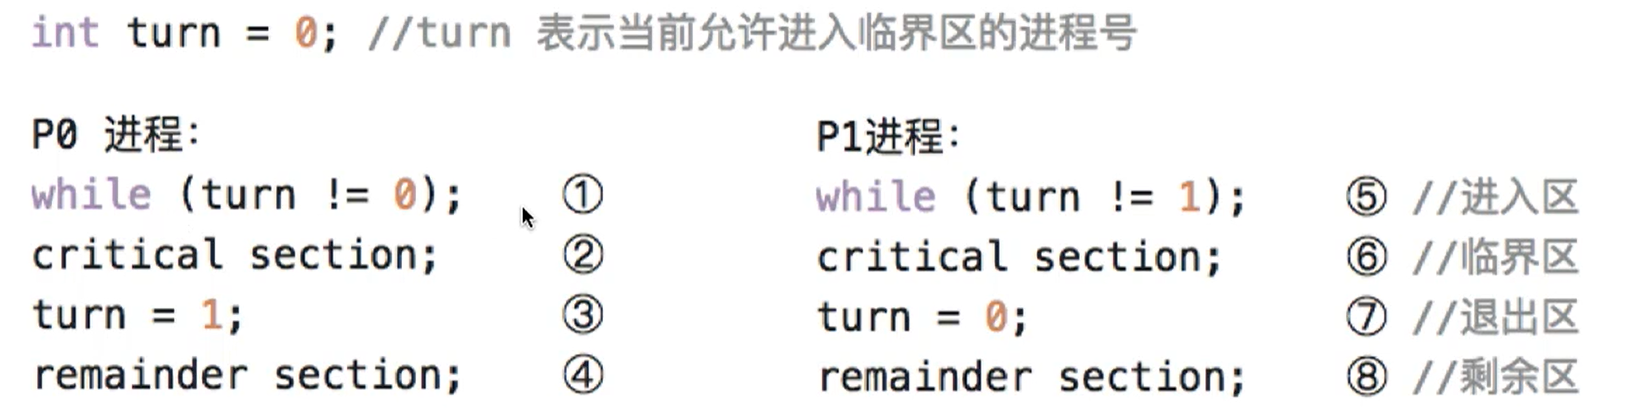 int turn = 0; //turn 表示当前允许进入临界区的进程号
P0 进程:
while (turn != 0); ①
critical section; ②
turn = 1; ③
remainder section; ④
P1进程:
while (turn != 1); ⑤ //进入区
critical section; ⑥ //临界区
turn = 0; ⑦ //退出区
remainder section; ⑧ //剩余区